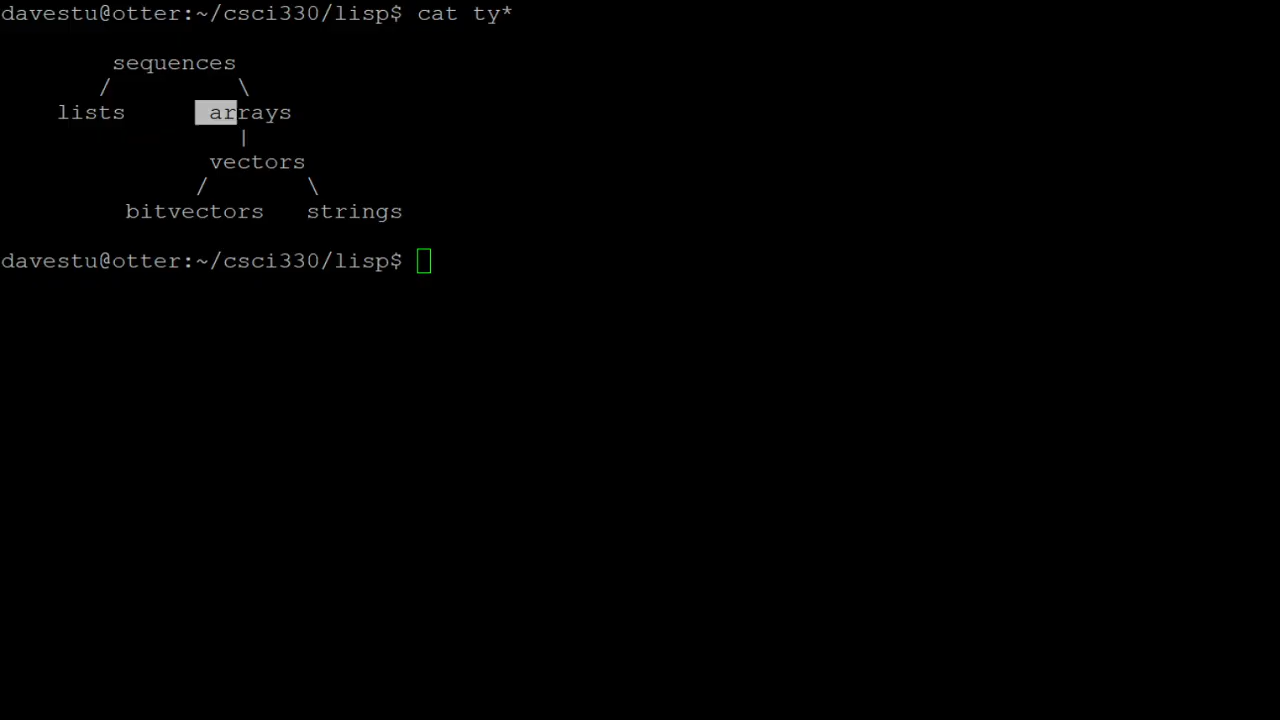 davestu@otter:~/csci330/lisp$ cat ty*
sequences
/ \
lists arrays
|
vectors
/ \
bitvectors strings
davestu@otter:~/csci330/lisp$